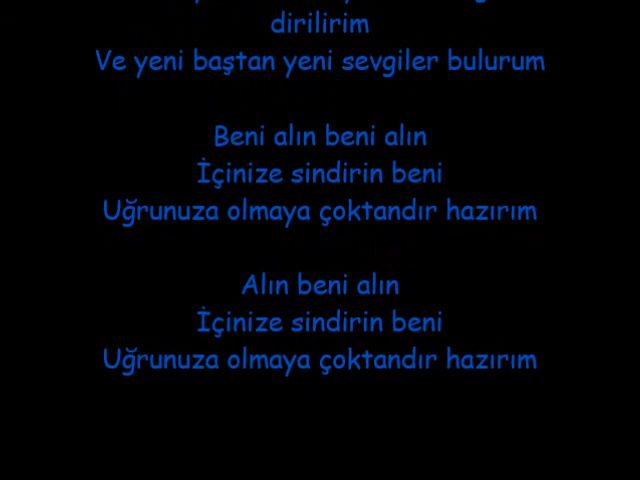 dirilirim
Ve yeni baştan yeni sevgiler bulurum
Beni alın beni alın
İçinize sindirin beni
Uğrunuza olmaya çoktandır hazırım
Alın beni alın
İçinize sindirin beni
Uğrunuza olmaya çoktandır hazırım